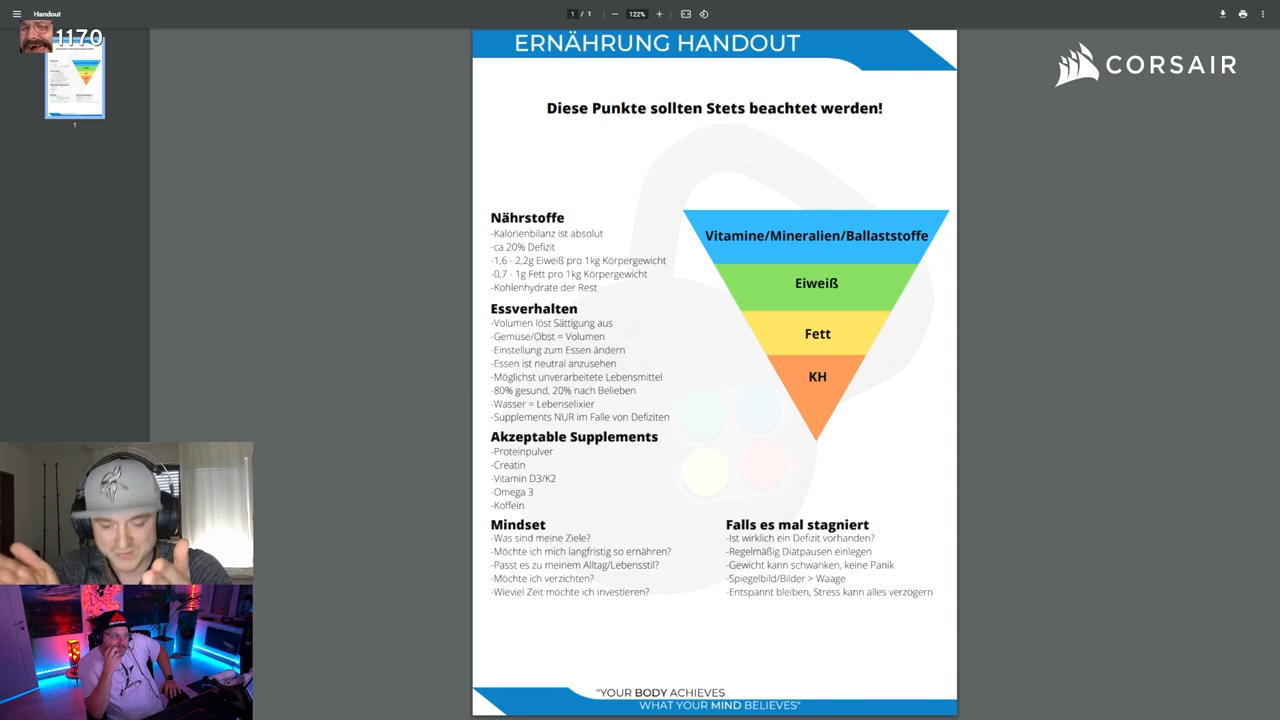 Handout
1 / 1
122%
1170
1
CORSAIR
ERNÄHRUNG HANDOUT
Diese Punkte sollten Stets beachtet werden!
Nährstoffe
-Kalorienbilanz ist absolut
-ca 20% Defizit
-1,6 - 2,2g Eiweiß pro 1kg Körpergewicht
-0,7 - 1g Fett pro 1kg Körpergewicht
-Kohlenhydrate der Rest
Vitamine/Mineralien/Ballaststoffe
Eiweiß
Fett
KH
Essverhalten
-Volumen löst Sättigung aus
-Gemüse/Obst = Volumen
-Einstellung zum Essen ändern
-Essen ist neutral anzusehen
-Möglichst unverarbeitete Lebensmittel
-80% gesund, 20% nach Belieben
-Wasser = Lebenselixier
-Supplements NUR im Falle von Defiziten
Akzeptable Supplements
-Proteinpulver
-Creatin
-Vitamin D3/K2
-Omega 3
-Koffein
Mindset
-Was sind meine Ziele?
-Möchte ich mich langfristig so ernähren?
-Passt es zu meinem Alltag/Lebensstil?
-Möchte ich verzichten?
-Wieviel Zeit möchte ich investieren?
Falls es mal stagniert
-Ist wirklich ein Defizit vorhanden?
-Regelmäßig Diätpausen einlegen
-Gewicht kann schwanken, keine Panik
-Spiegelbild/Bilder > Waage
-Entspannt bleiben, Stress kann alles verzögern
"YOUR BODY ACHIEVES
WHAT YOUR MIND BELIEVES"